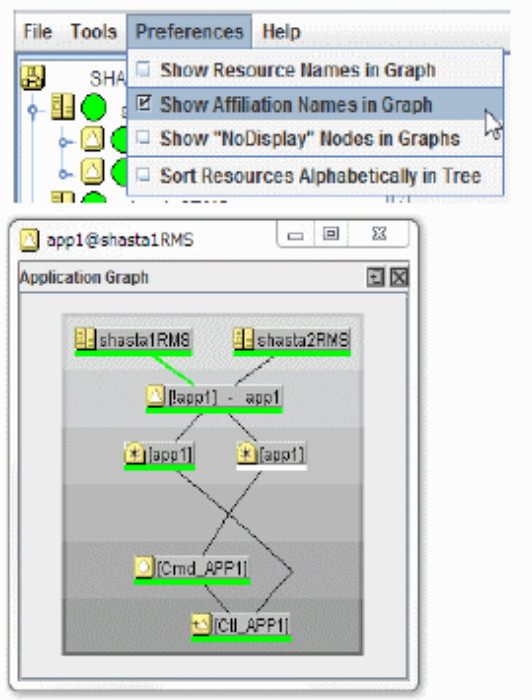 File Tools Preferences Help
SHA
Show Resource Names in Graph
Show Affiliation Names in Graph
Show "NoDisplay" Nodes in Graphs
Sort Resources Alphabetically in Tree
app1@shasta1RMS
Application Graph
shasta1RMS shasta2RMS
[!app1] - app1
[app1] [app1]
[Cmd_APP1]
[Ctl_APP1]